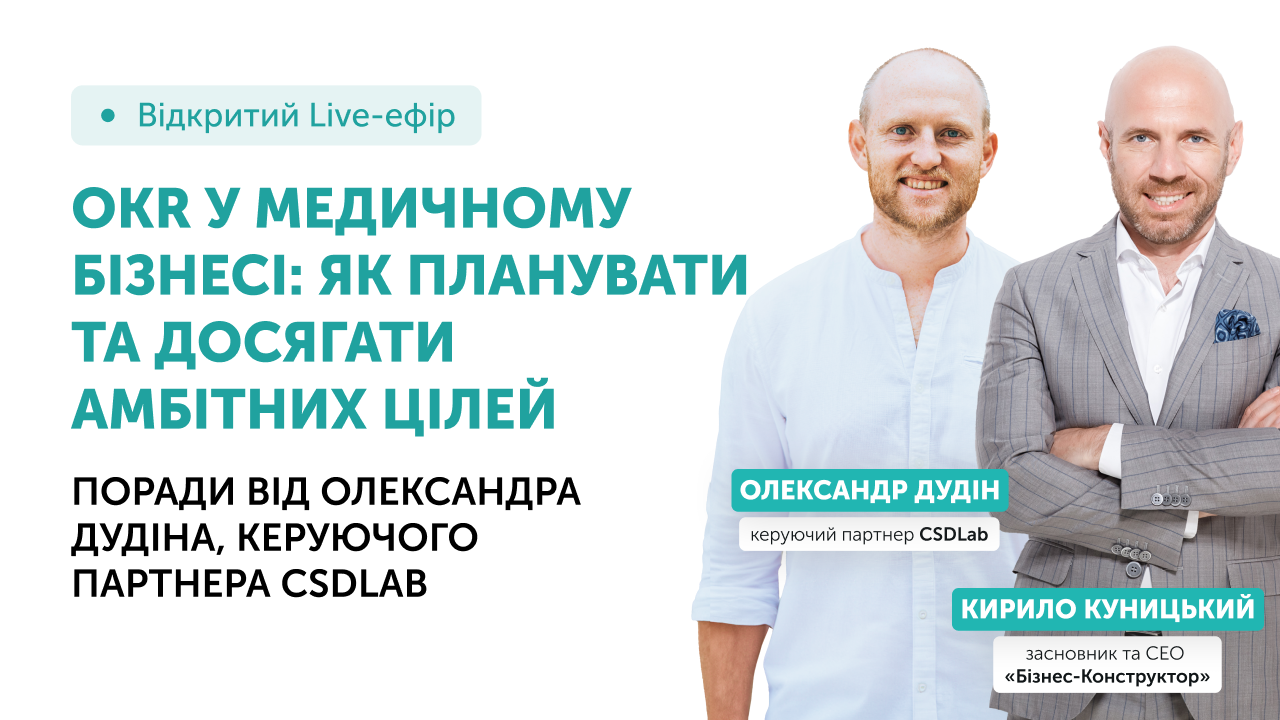 Відкритий Live-ефір
OKR У МЕДИЧНОМУ
БІЗНЕСІ: ЯК ПЛАНУВАТИ
ТА ДОСЯГАТИ
АМБІТНИХ ЦІЛЕЙ
ПОРАДИ ВІД ОЛЕКСАНДРА
ДУДІНА, КЕРУЮЧОГО
ПАРТНЕРА CSDLAB
ОЛЕКСАНДР ДУДІН
керуючий партнер CSDLab
КИРИЛО КУНИЦЬКИЙ
засновник та СЕО
«Бізнес-Конструктор»